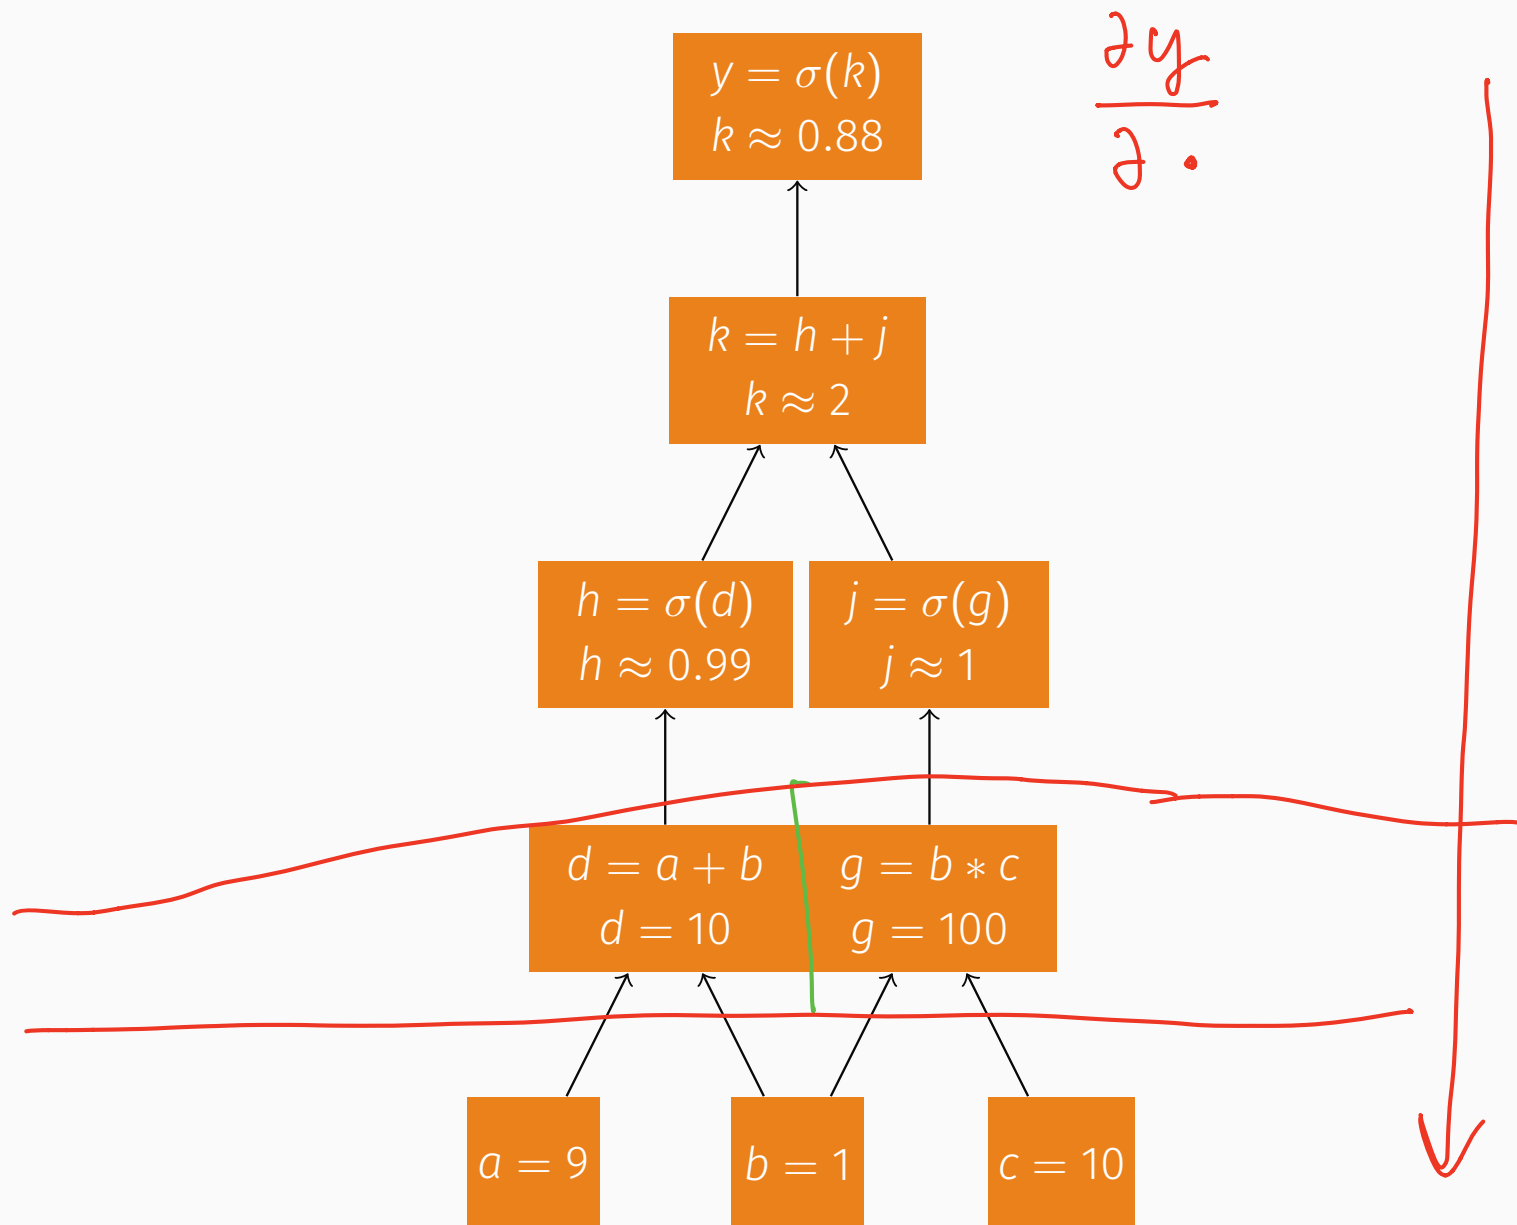 y = σ(k)
k ≈ 0.88
∂y
∂•
k = h + j
k ≈ 2
h = σ(d)
h ≈ 0.99
j = σ(g)
j ≈ 1
d = a + b
d = 10
g = b ∗ c
g = 100
a = 9
b = 1
c = 10